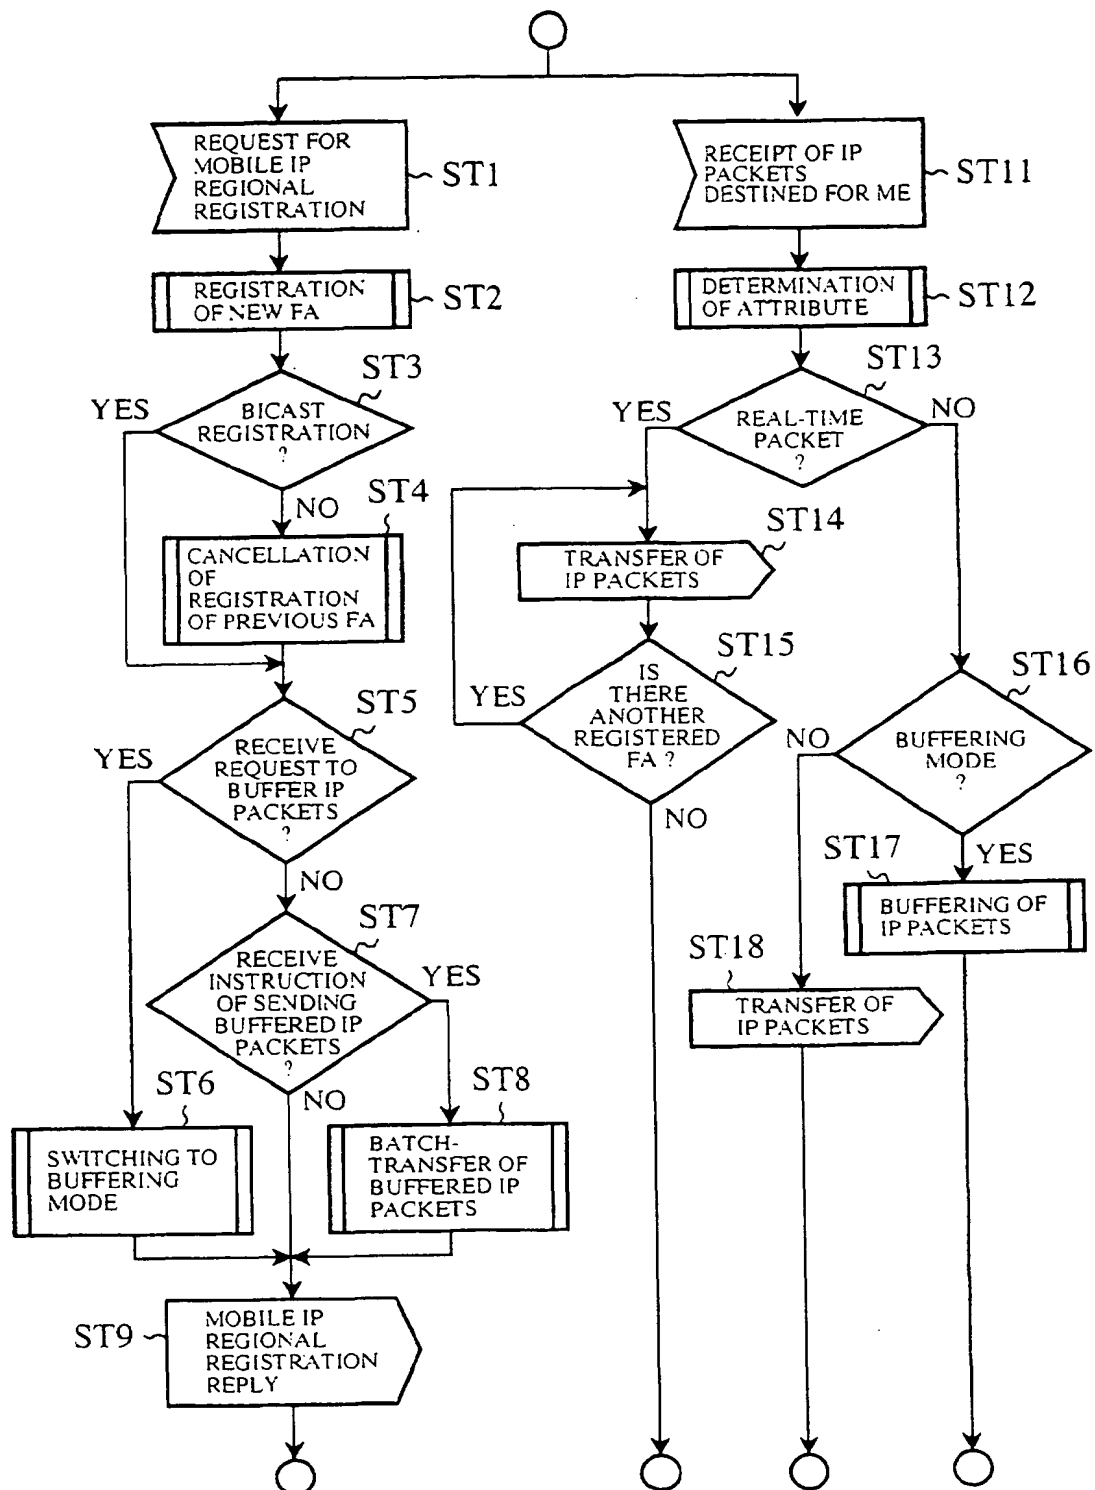 REQUEST FOR
MOBILE IP
REGIONAL
REGISTRATION
ST1
REGISTRATION
OF NEW FA
ST2
ST3
YES
BICAST
REGISTRATION
?
NO
ST4
CANCELLATION
OF
REGISTRATION
OF PREVIOUS FA
ST5
YES
RECEIVE
REQUEST TO
BUFFER IP
PACKETS
?
NO
ST7
RECEIVE
INSTRUCTION
OF SENDING
BUFFERED IP
PACKETS
?
YES
NO
ST6
SWITCHING TO
BUFFERING
MODE
ST8
BATCH-
TRANSFER OF
BUFFERED IP
PACKETS
ST9
MOBILE IP
REGIONAL
REGISTRATION
REPLY
RECEIPT OF IP
PACKETS
DESTINED FOR ME
ST11
DETERMINATION
OF ATTRIBUTE
ST12
ST13
YES
REAL-TIME
PACKET
?
NO
ST14
TRANSFER OF
IP PACKETS
ST15
YES
IS
THERE
ANOTHER
REGISTERED
FA ?
NO
ST16
NO
BUFFERING
MODE
?
YES
ST17
BUFFERING OF
IP PACKETS
ST18
TRANSFER OF
IP PACKETS